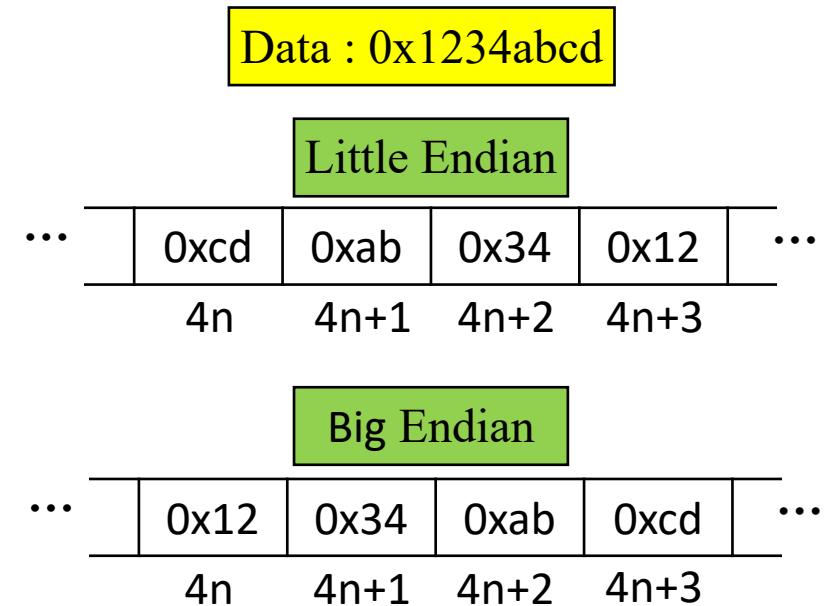 Data : 0x1234abcd
Little Endian
... 0xcd 0xab 0x34 0x12 ...
4n 4n+1 4n+2 4n+3
Big Endian
... 0x12 0x34 0xab 0xcd ...
4n 4n+1 4n+2 4n+3